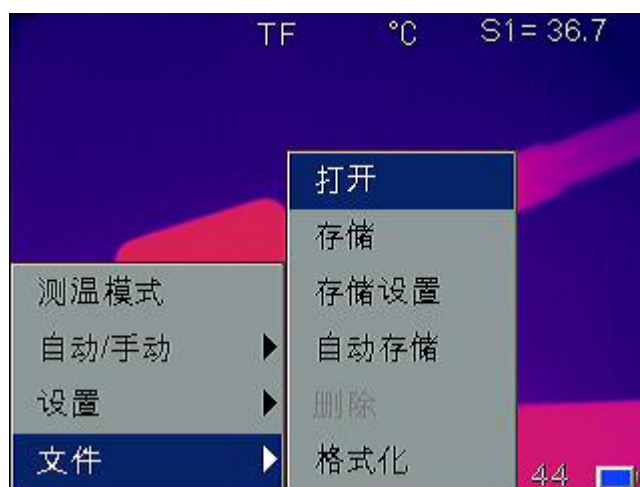 TF °C S1= 36.7
打开
存储
存储设置
自动存储
删除
格式化
测温模式
自动/手动
设置
文件
44